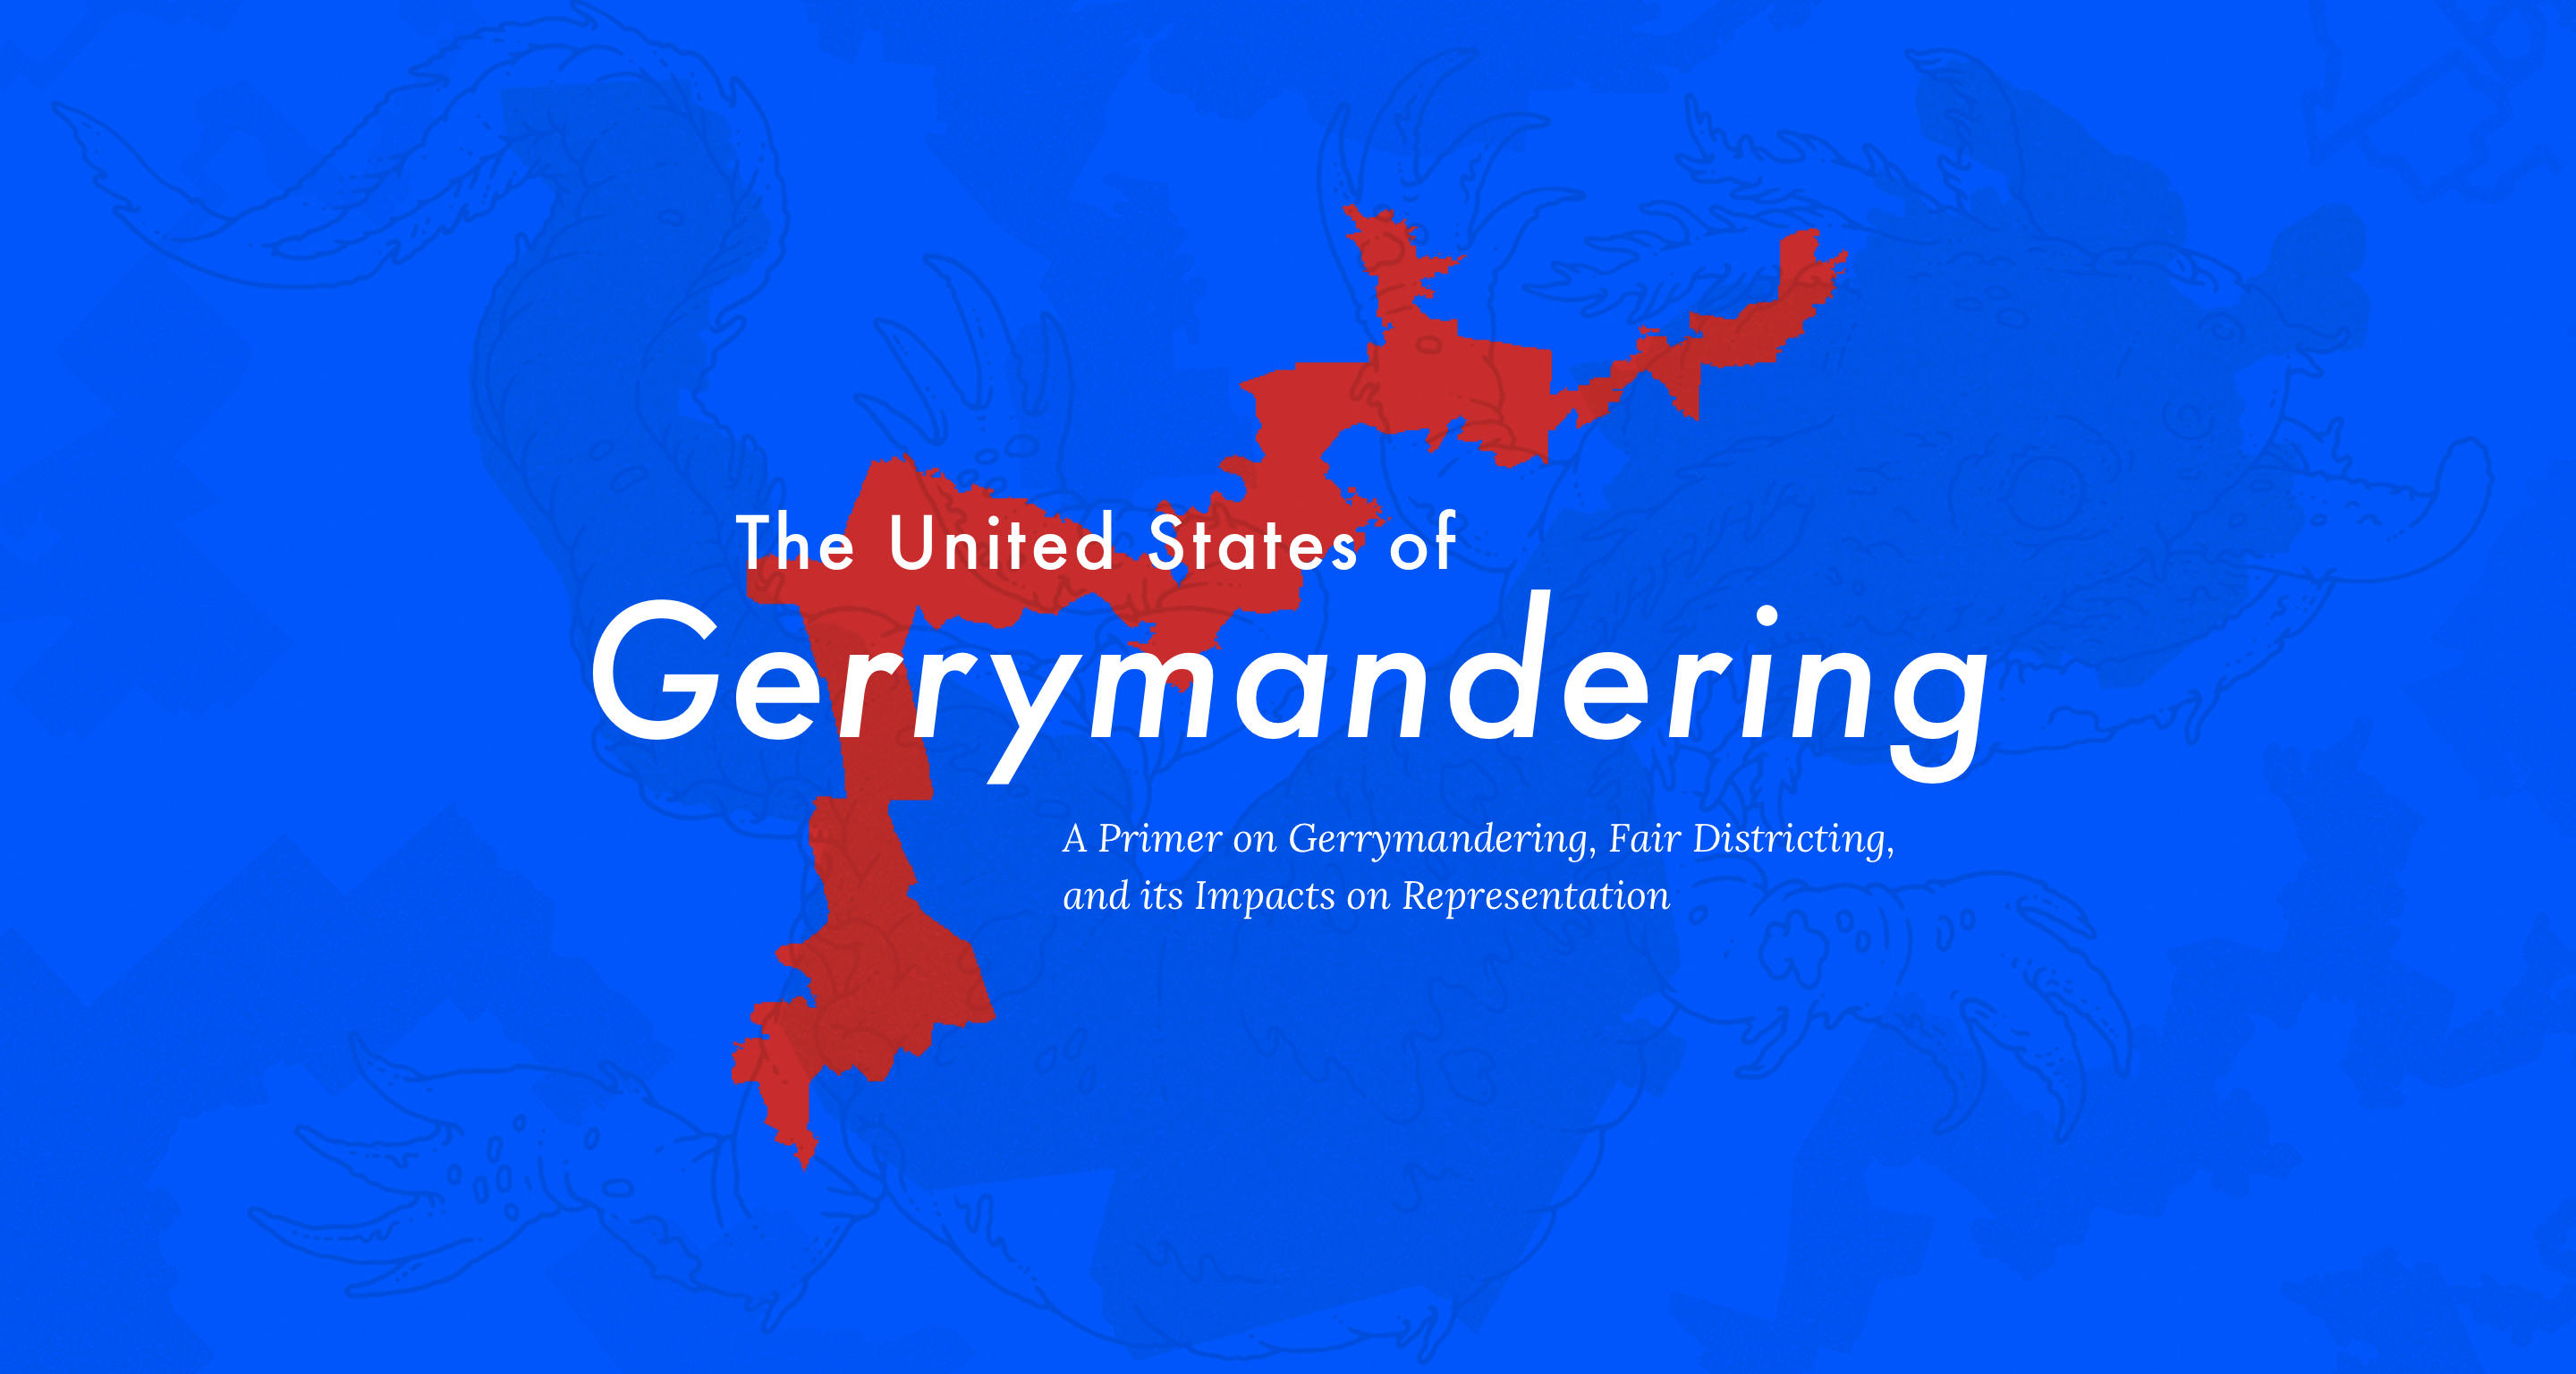 The United States of
Gerrymandering
A Primer on Gerrymandering, Fair Districting,
and its Impacts on Representation